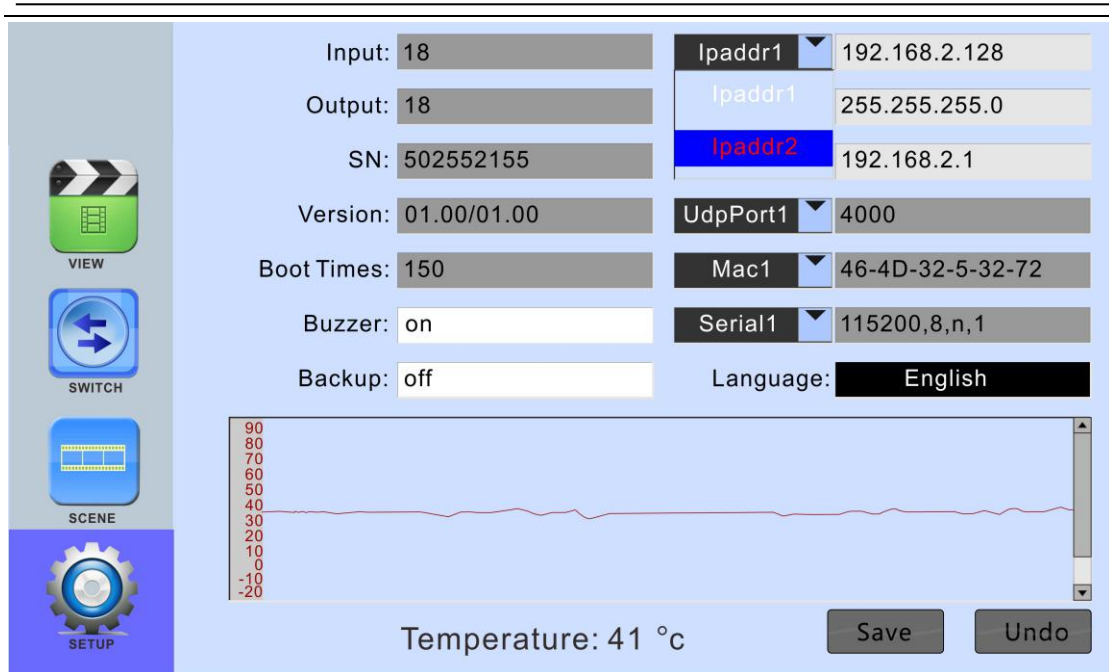 Input: 18 Ipaddr1 192.168.2.128
Ipaddr1
Output: 18 255.255.255.0
Ipaddr2
SN: 502552155 192.168.2.1
Version: 01.00/01.00 UdpPort1 4000
VIEW
Boot Times: 150 Mac1 46-4D-32-5-32-72
Buzzer: on Serial1 115200,8,n,1
SWITCH
Backup: off Language: English
90
80
70
60
50
40
30
20
10
0
-10
-20
SCENE
SETUP
Temperature: 41 °c
Save Undo